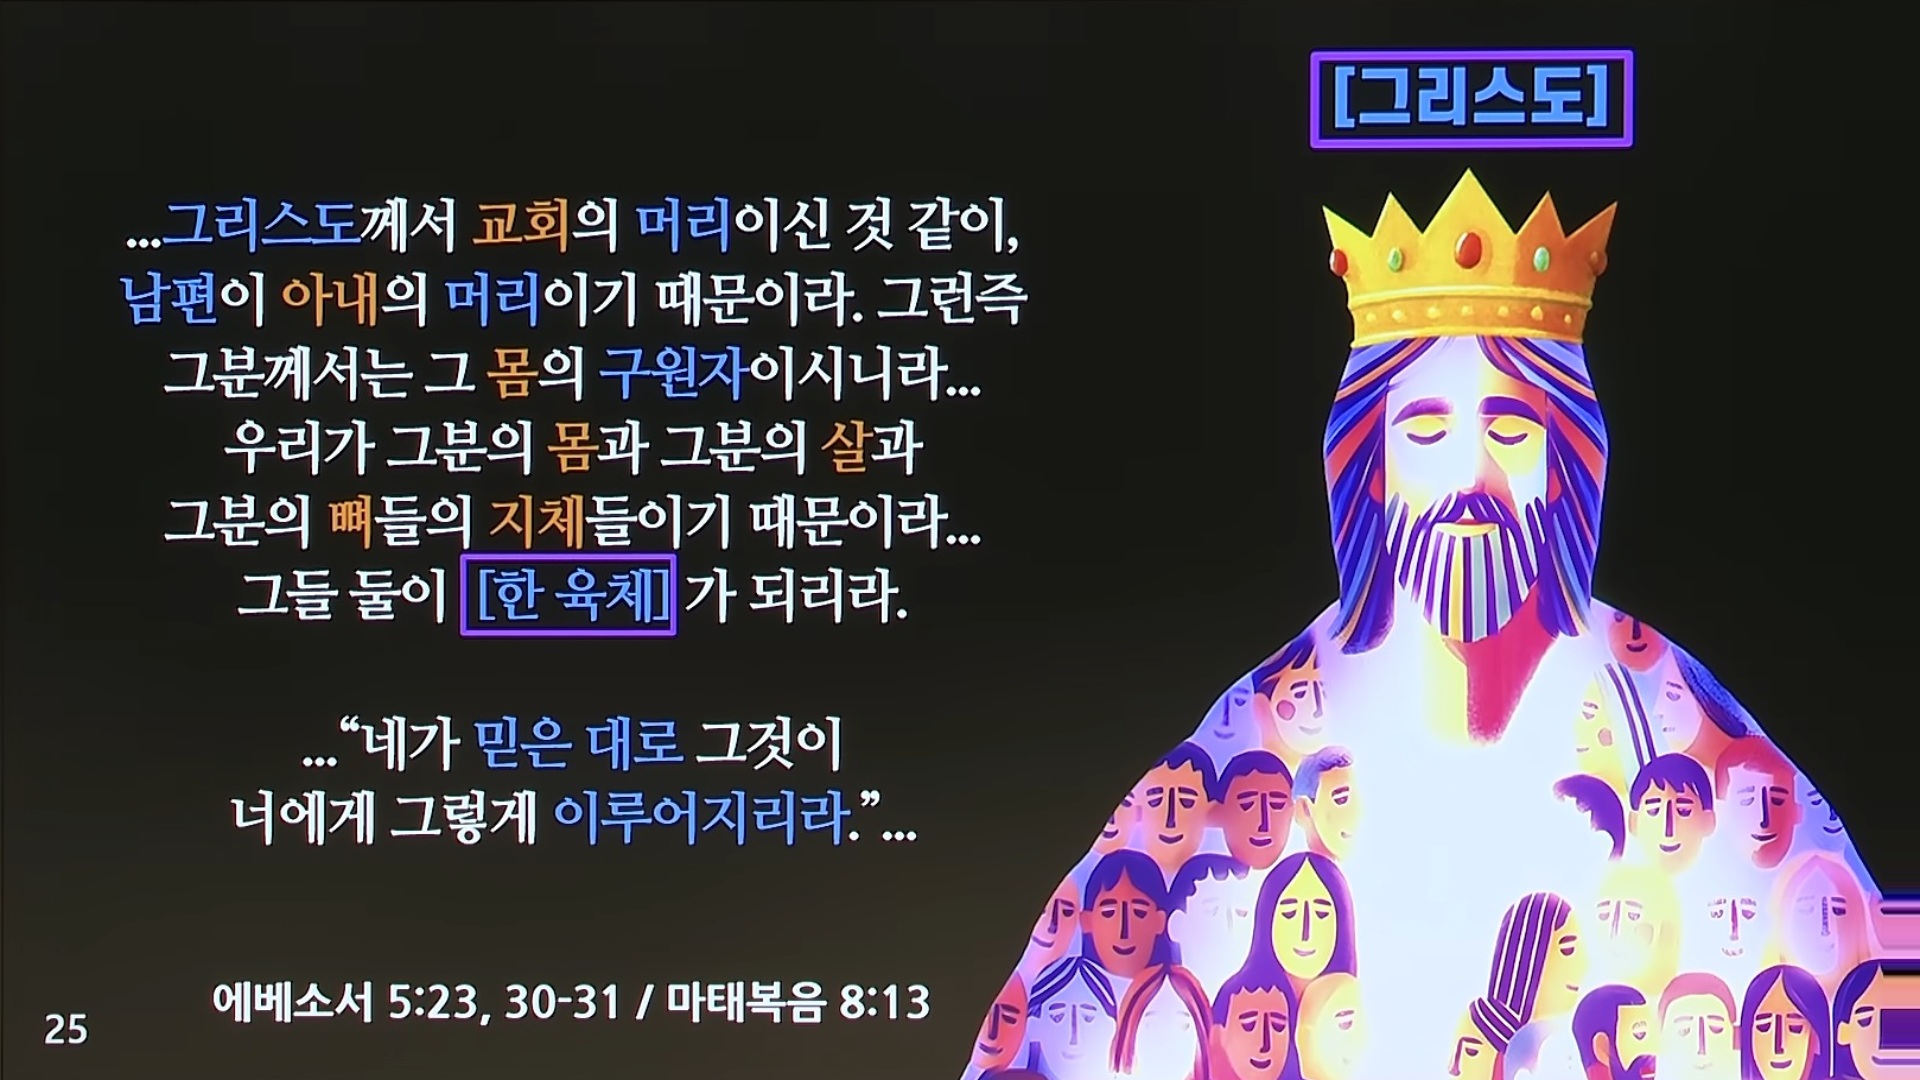 [그리스도]
...그리스도께서 교회의 머리이신 것 같이,
남편이 아내의 머리이기 때문이라. 그런즉
그분께서는 그 몸의 구원자이시니라...
우리가 그분의 몸과 그분의 살과
그분의 뼈들의 지체들이기 때문이라...
그들 둘이 [한 육체]가 되리라.
...“네가 믿은 대로 그것이
너에게 그렇게 이루어지리라.”...
에베소서 5:23, 30-31 / 마태복음 8:13
25